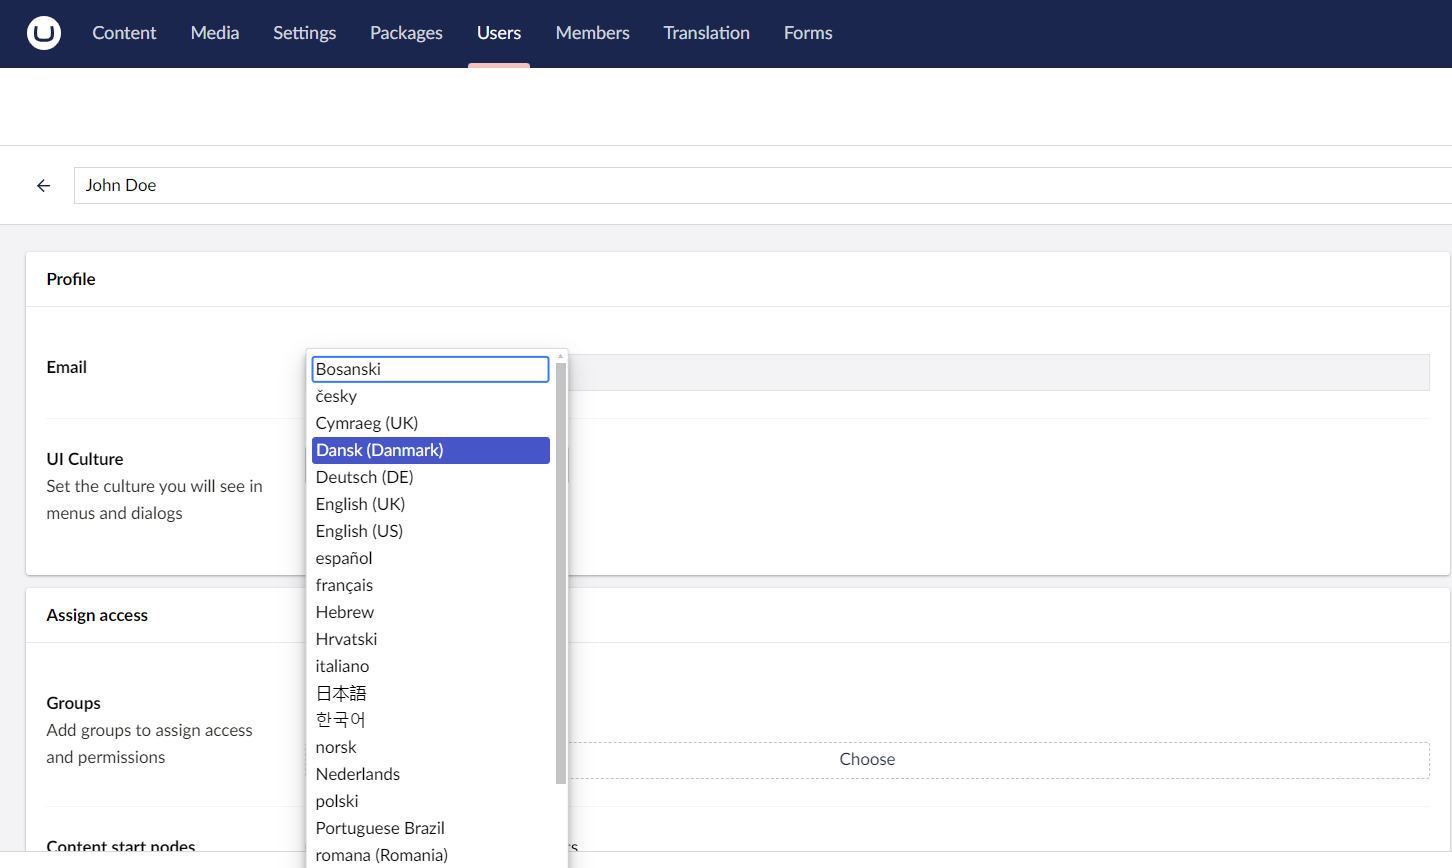 Content Media Settings Packages Users Members Translation Forms
John Doe
Profile
Email
UI Culture
Set the culture you will see in
menus and dialogs
Bosanski
česky
Cymraeg (UK)
Dansk (Danmark)
Deutsch (DE)
English (UK)
English (US)
español
français
Hebrew
Hrvatski
italiano
日本語
한국어
norsk
Nederlands
polski
Portuguese Brazil
romana (Romania)
Assign access
Groups
Add groups to assign access
and permissions
Choose
Content start nodes